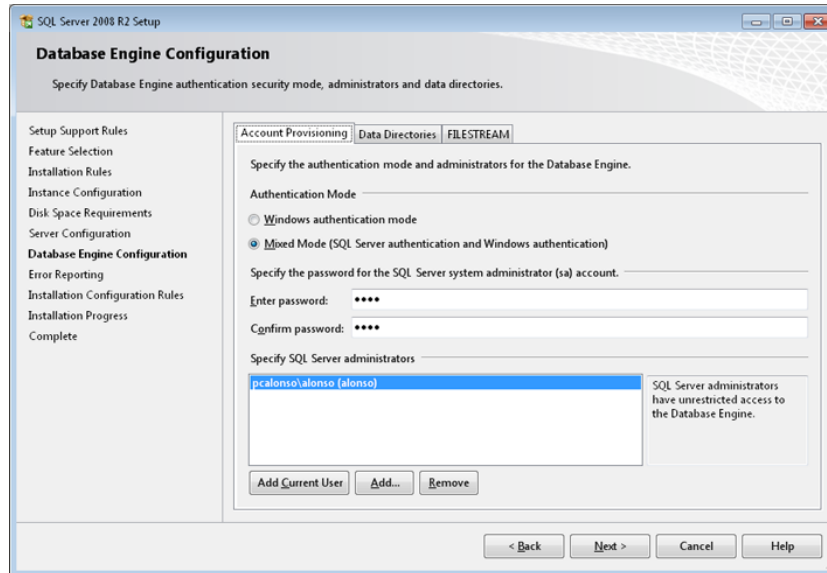 SQL Server 2008 R2 Setup
Database Engine Configuration
Specify Database Engine authentication security mode, administrators and data directories.
Setup Support Rules
Feature Selection
Installation Rules
Instance Configuration
Disk Space Requirements
Server Configuration
Database Engine Configuration
Error Reporting
Installation Configuration Rules
Installation Progress
Complete
Account Provisioning Data Directories FILESTREAM
Specify the authentication mode and administrators for the Database Engine.
Authentication Mode
Windows authentication mode
Mixed Mode (SQL Server authentication and Windows authentication)
Specify the password for the SQL Server system administrator (sa) account.
Enter password: ••••
Confirm password: ••••
Specify SQL Server administrators
pcalonso\alonso (alonso)
SQL Server administrators
have unrestricted access to
the Database Engine.
Add Current User Add... Remove
< Back Next > Cancel Help